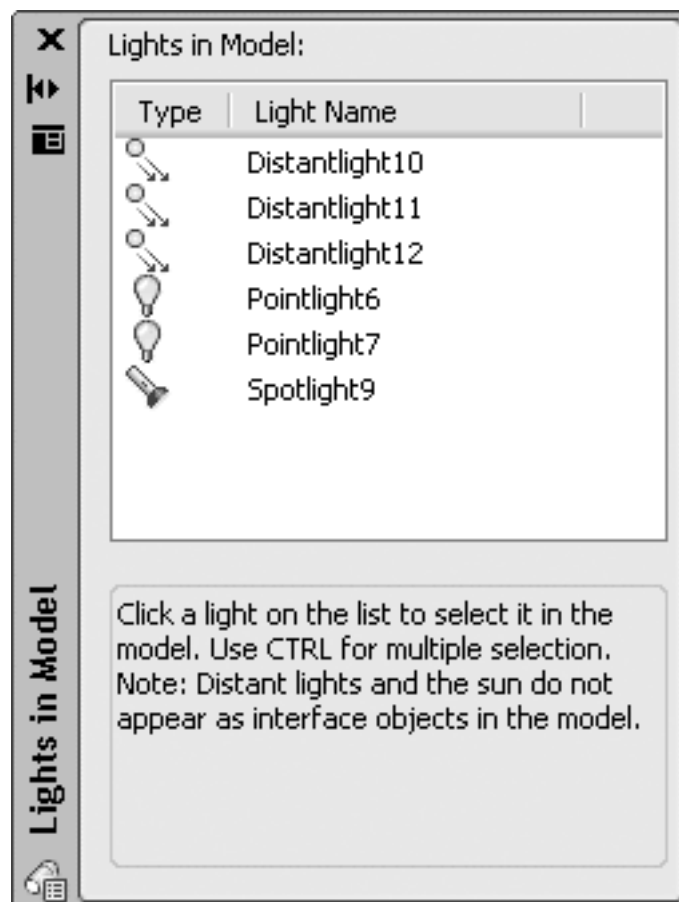 Lights in Model:
Type Light Name
Distantlight10
Distantlight11
Distantlight12
Pointlight6
Pointlight7
Spotlight9
Click a light on the list to select it in the
model. Use CTRL for multiple selection.
Note: Distant lights and the sun do not
appear as interface objects in the model.
Lights in Model